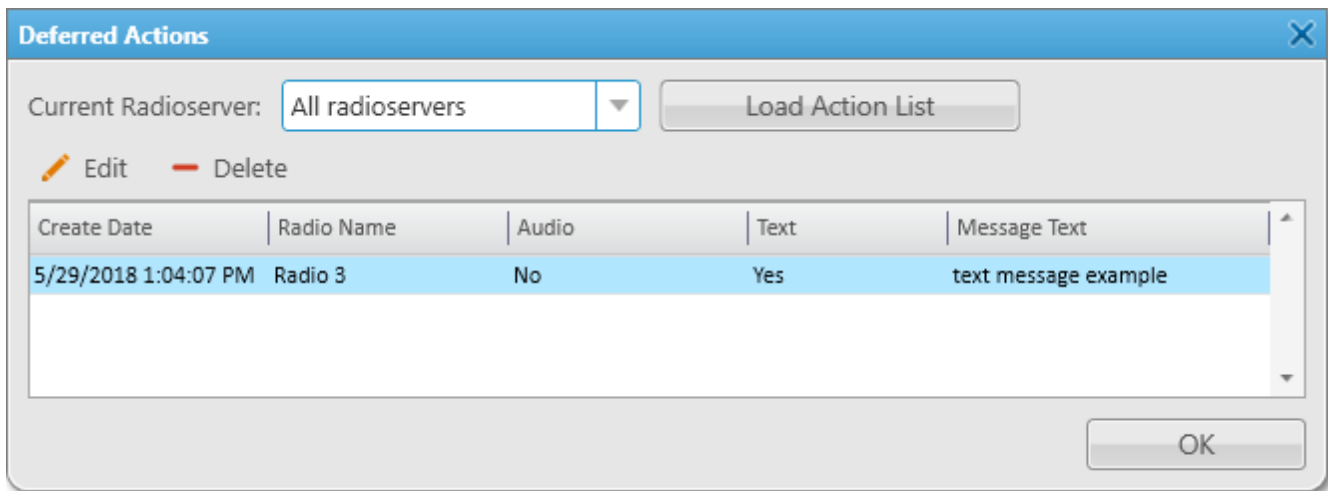 Deferred Actions
Current Radioserver: All radioservers Load Action List
Edit Delete
Create Date Radio Name Audio Text Message Text
5/29/2018 1:04:07 PM Radio 3 No Yes text message example
OK